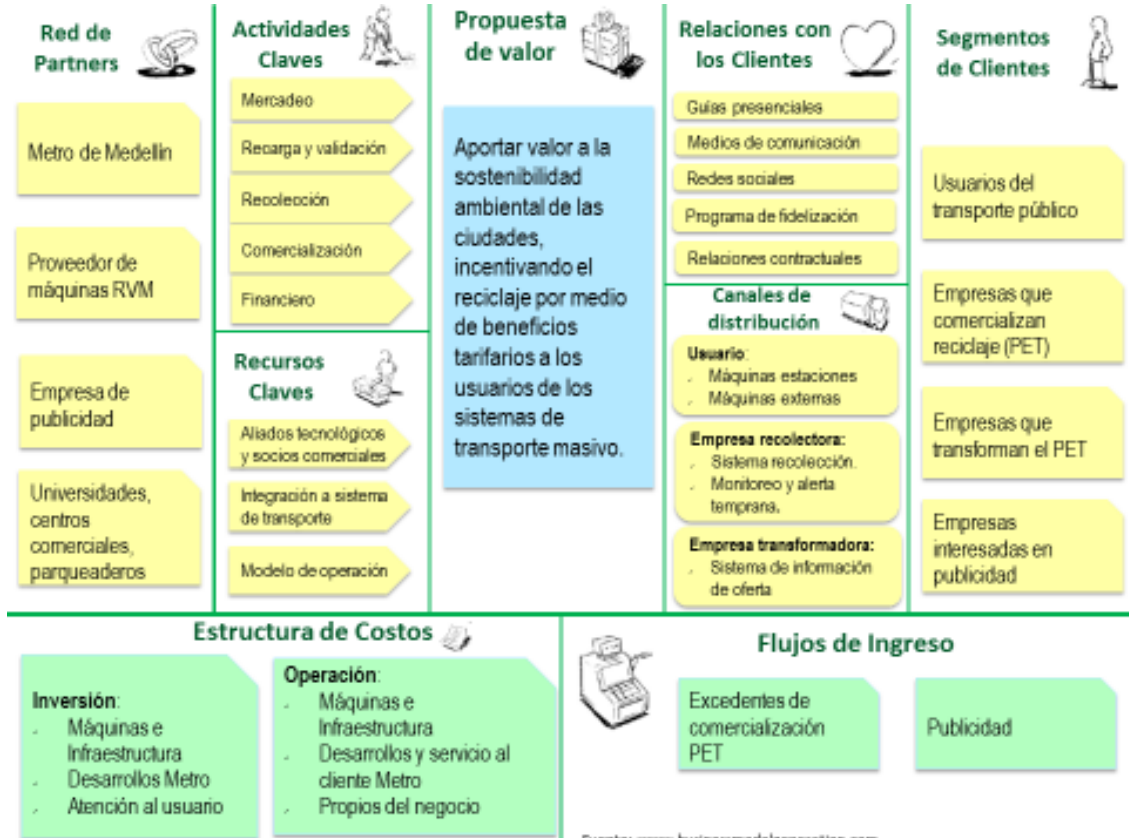 Red de
Partners
Metro de Medellín
Proveedor de
máquinas RVM
Empresa de
publicidad
Universidades,
centros
comerciales,
parqueaderos
Actividades
Claves
Mercadeo
Recarga y validación
Recolección
Comercialización
Financiero
Recursos
Claves
Aliados tecnológicos
y socios comerciales
Integración a sistema
de transporte
Modelo de operación
Propuesta
de valor
Aportar valor a la
sostenibilidad
ambiental de las
ciudades,
incentivando el
reciclaje por medio
de beneficios
tarifarios a los
usuarios de los
sistemas de
transporte masivo.
Relaciones con
los Clientes
Guías presenciales
Medios de comunicación
Redes sociales
Programa de fidelización
Relaciones contractuales
Canales de
distribución
Usuario:
Máquinas estaciones
Máquinas externas
Empresa recolectora:
Sistema recolección.
Monitoreo y alerta
temprana.
Empresa transformadora:
Sistema de información
de oferta
Segmentos
de Clientes
Usuarios del
transporte público
Empresas que
comercializan
reciclaje (PET)
Empresas que
transforman el PET
Empresas
interesadas en
publicidad
Estructura de Costos
Inversión:
Máquinas e
Infraestructura
Desarrollos Metro
Atención al usuario
Operación:
Máquinas e
Infraestructura
Desarrollos y servicio al
cliente Metro
Propios del negocio
Flujos de Ingreso
Excedentes de
comercialización
PET
Publicidad